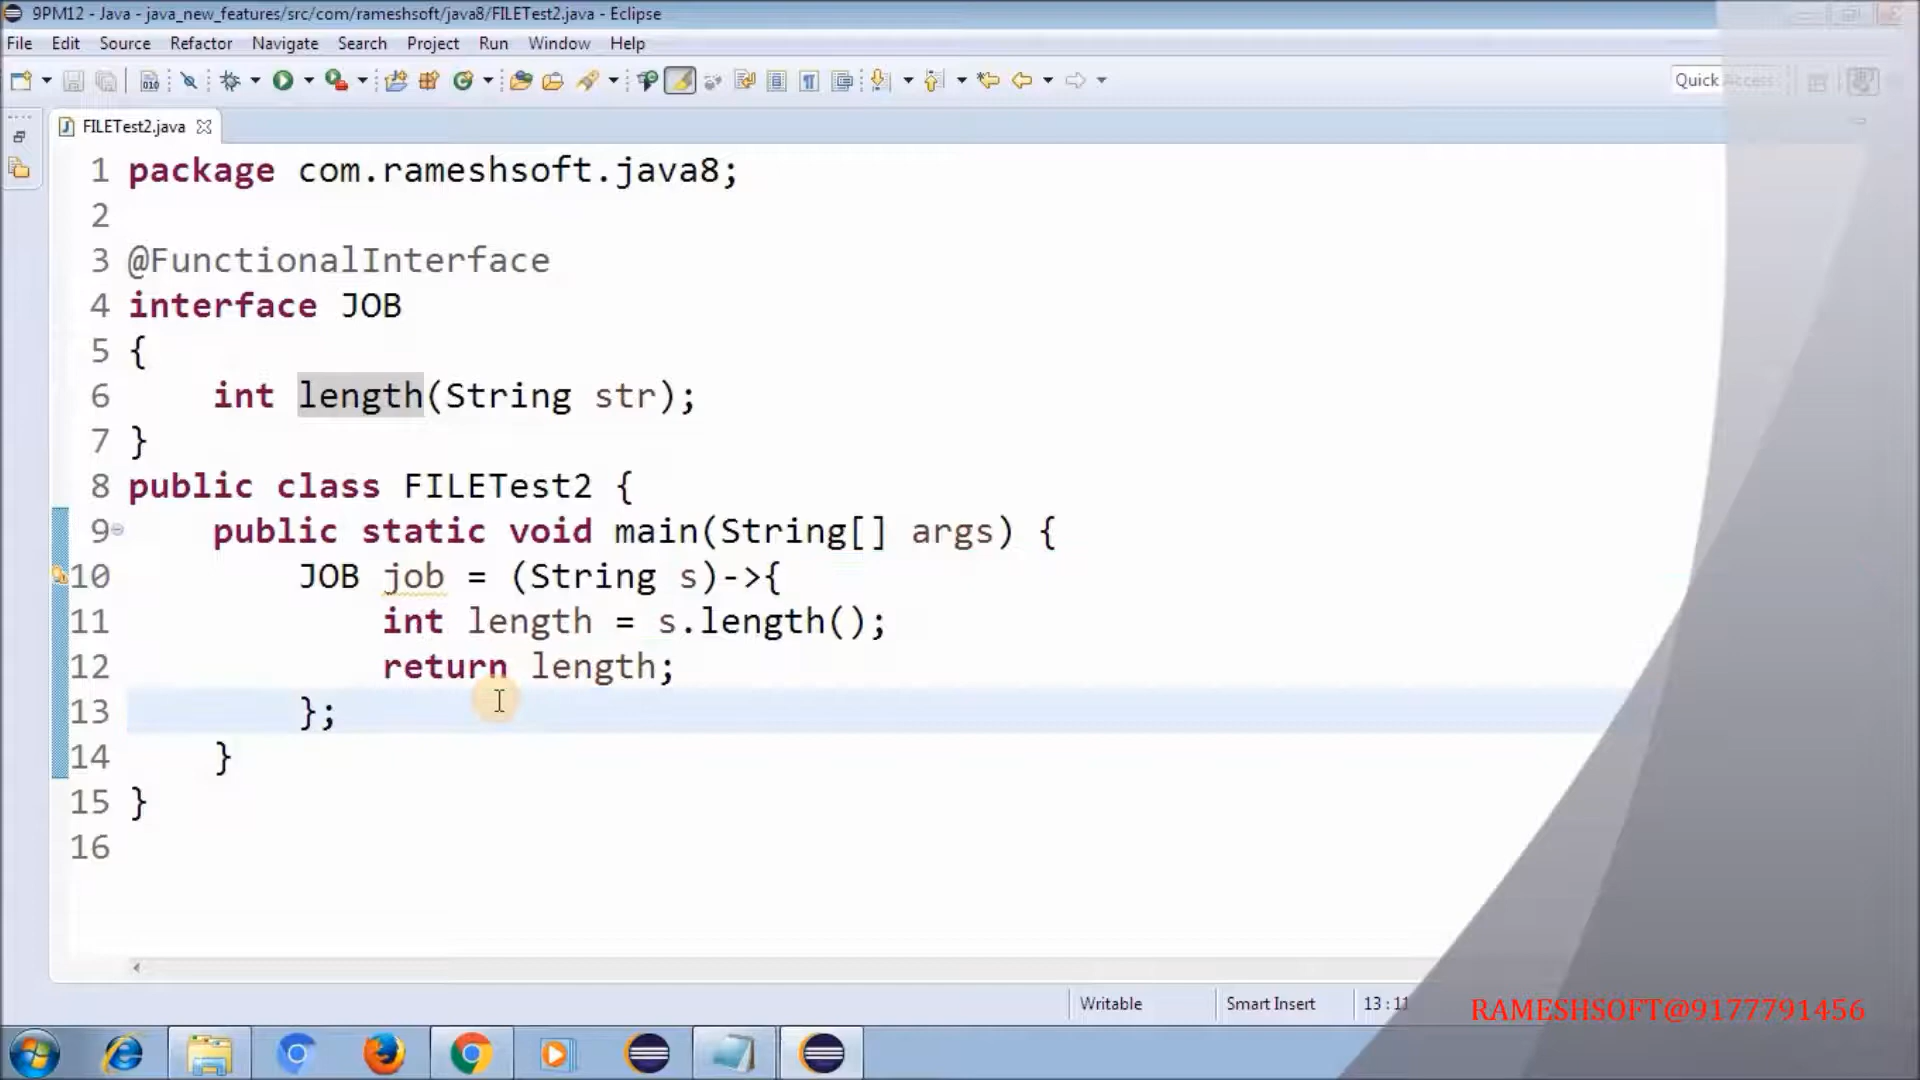 9PM12 - Java - java_new_features/src/com/rameshsoft/java8/FILETest2.java - Eclipse
File Edit Source Refactor Navigate Search Project Run Window Help
010
Quick Access
FILETest2.java
1 package com.rameshsoft.java8;
2
3 @FunctionalInterface
4 interface JOB
5 {
6 int length(String str);
7 }
8 public class FILETest2 {
9 public static void main(String[] args) {
10 JOB job = (String s)->{
11 int length = s.length();
12 return length;
13 };
14 }
15 }
16
Writable Smart Insert 13 : 11
RAMESHSOFT@9177791456